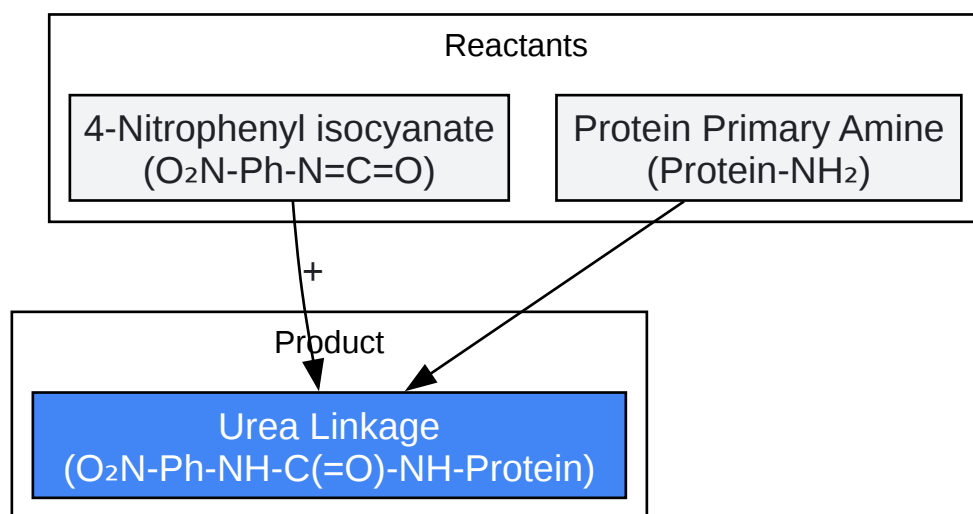 Reactants
4-Nitrophenyl isocyanate
(O₂N-Ph-N=C=O)
Protein Primary Amine
(Protein-NH₂)
+
Product
Urea Linkage
(O₂N-Ph-NH-C(=O)-NH-Protein)